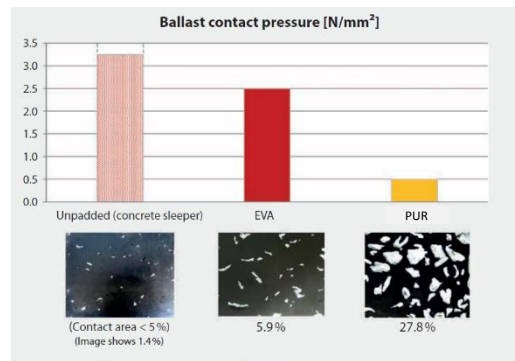 Ballast contact pressure [N/mm²]
3.5
3.0
2.5
2.0
1.5
1.0
0.5
0.0
Unpadded (concrete sleeper) EVA PUR
(Contact area < 5 %) 5.9 % 27.8 %
(Image shows 1.4 %)